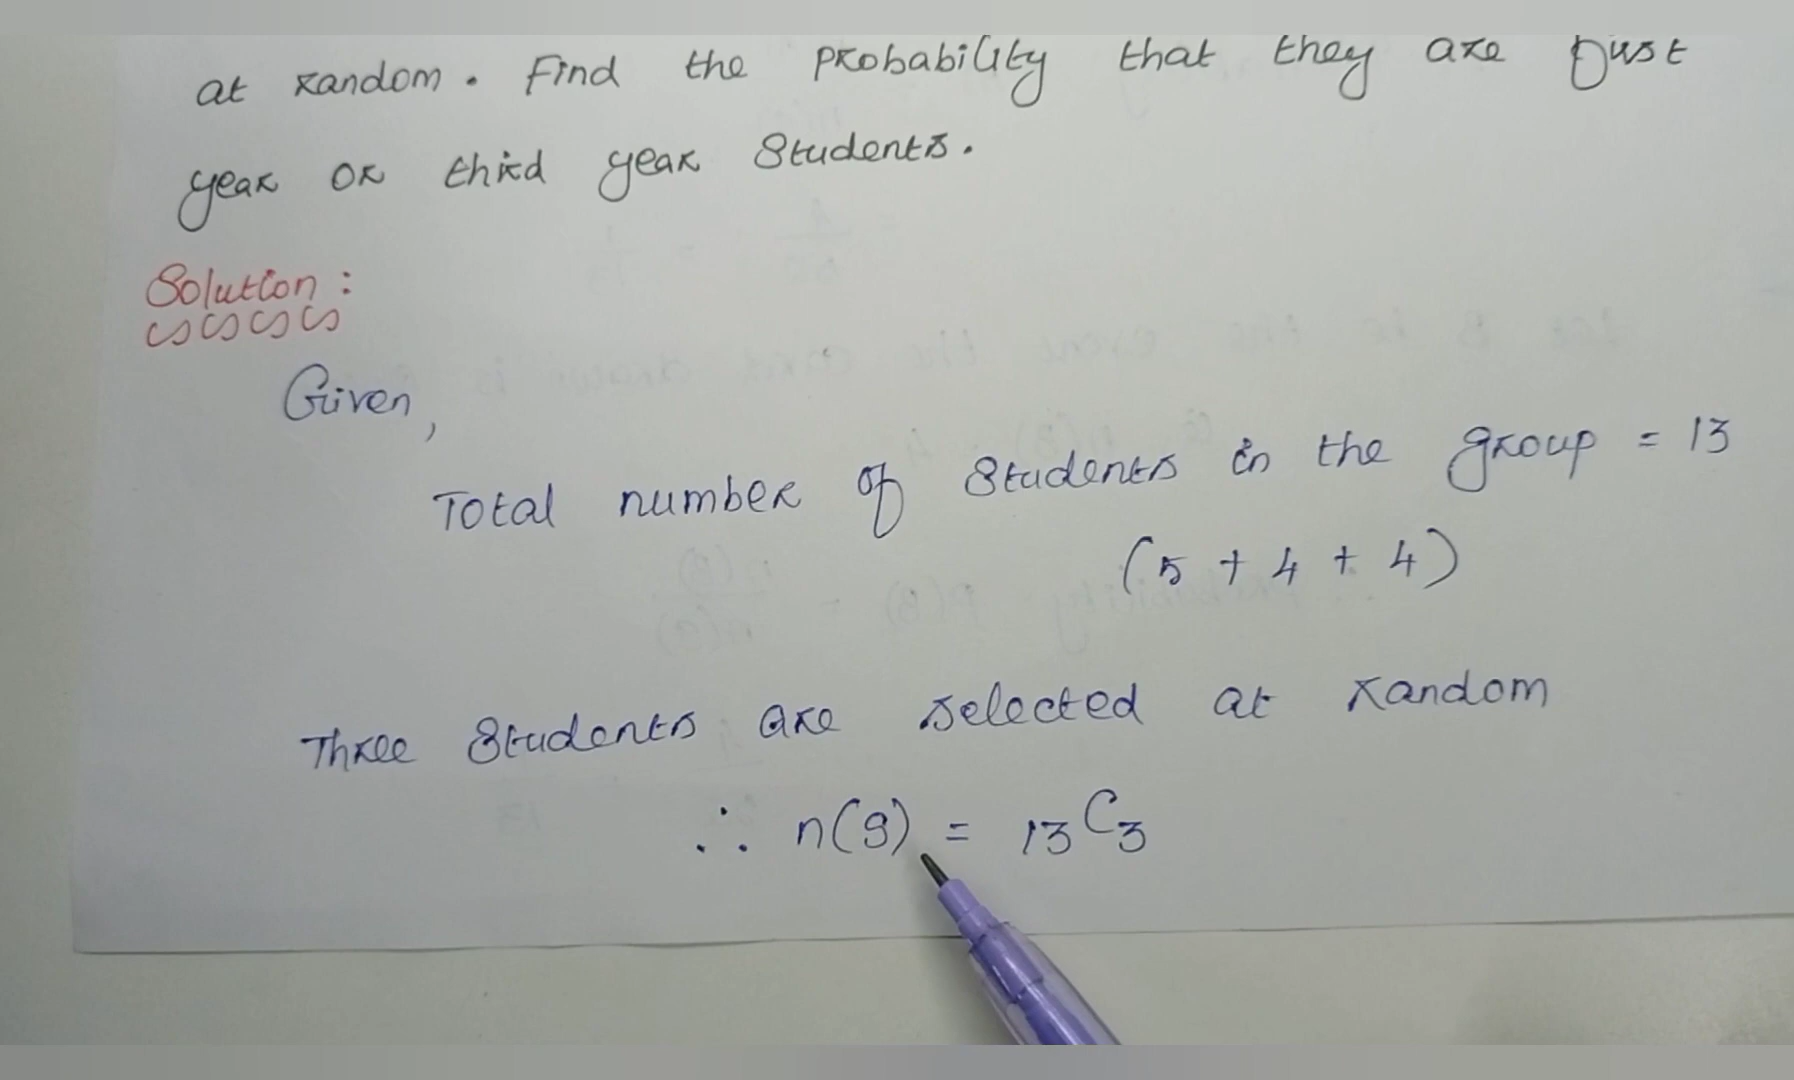 at random. Find the probability that they are first
year or third year students.
Solution:
Given,
Total number of students in the group = 13
(5 + 4 + 4)
Three students are selected at random
∴ n(S) = 13C3